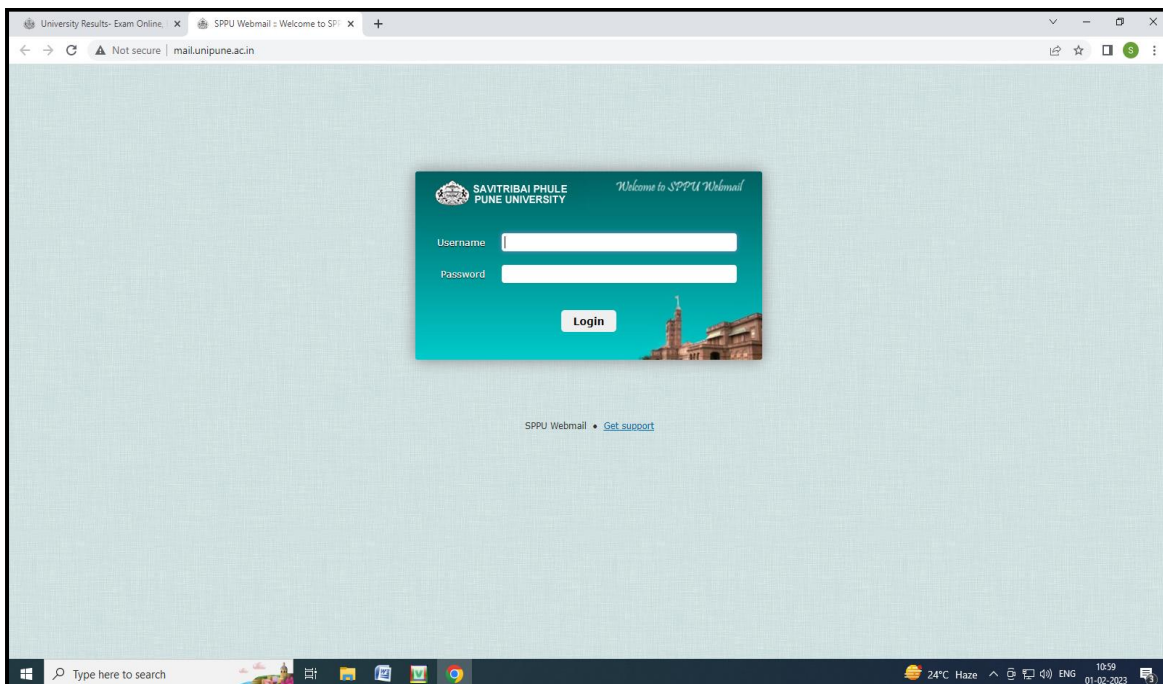 University Results- Exam Online,
SPPU Webmail :: Welcome to SPP
Not secure | mail.unipune.ac.in
S
SAVITRIBAI PHULE
PUNE UNIVERSITY
Welcome to SPPU Webmail
Username
Password
Login
SPPU Webmail • Get support
Type here to search
24°C Haze
ENG
10:59
01-02-2023